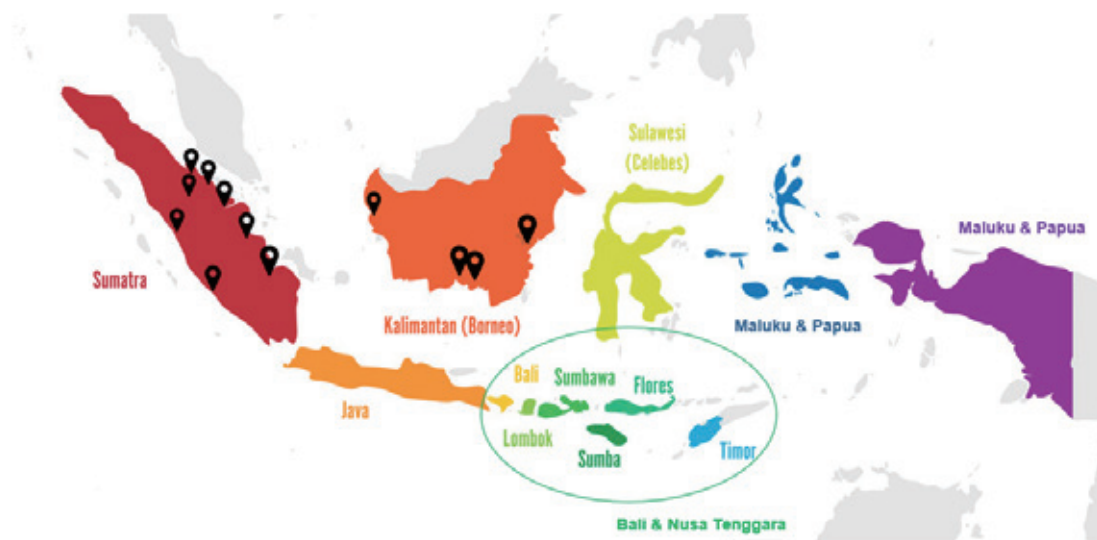 Sulawesi
(Celebes)
Maluku & Papua
Sumatra
Kalimantan (Borneo)
Maluku & Papua
Bali
Sumbawa
Flores
Java
Lombok
Sumba
Timor
Bali & Nusa Tenggara